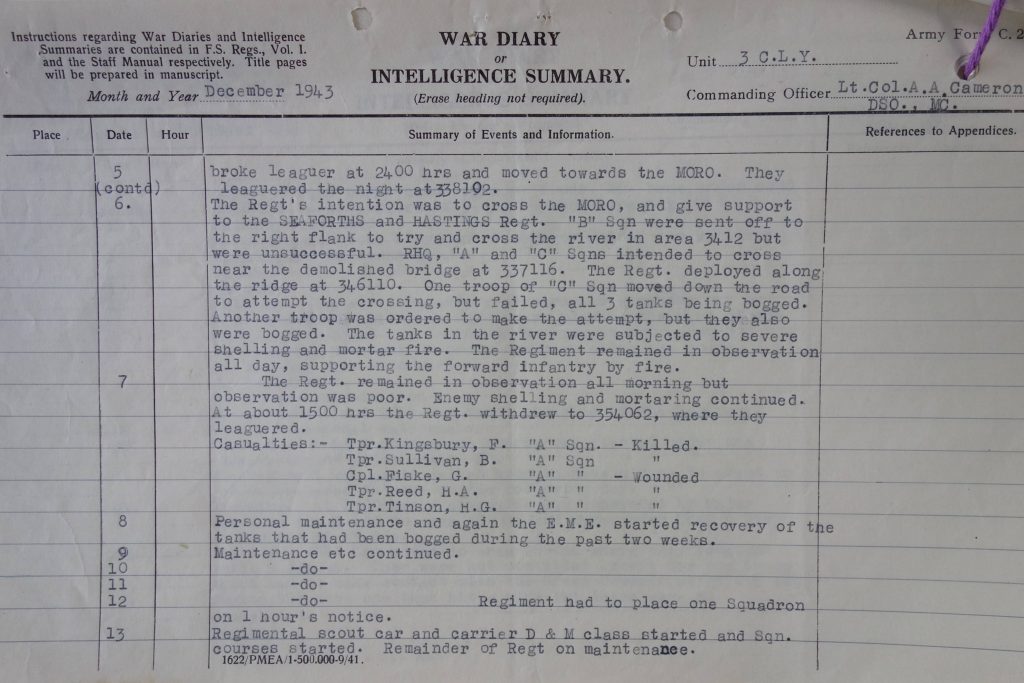 Instructions regarding War Diaries and Intelligence
Summaries are contained in F.S. Regs., Vol. I.
and the Staff Manual respectively. Title pages
will be prepared in manuscript.
Month and Year December 1943
WAR DIARY
or
INTELLIGENCE SUMMARY.
(Erase heading not required).
Army For C. 2
Unit 3 C.L.Y.
Commanding Officer Lt.Col.A.A.Cameron
DSO., MC.
Place Date Hour Summary of Events and Information. References to Appendices.
5 broke leaguer at 2400 hrs and moved towards the MORO. They
(contd) leaguered the night at 338192.
6. The Regt's intention was to cross the MORO, and give support
to the SEAFORTHS and HASTINGS Regt. "B" Sqn were sent off to
the right flank to try and cross the river in area 3412 but
were unsuccessful. RHQ, "A" and "C" Sqns intended to cross
near the demolished bridge at 337116. The Regt. deployed along
the ridge at 346110. One troop of "C" Sqn moved down the road
to attempt the crossing, but failed, all 3 tanks being bogged.
Another troop was ordered to make the attempt, but they also
were bogged. The tanks in the river were subjected to severe
shelling and mortar fire. The Regiment remained in observation
all day, supporting the forward infantry by fire.
7 The Regt. remained in observation all morning but
observation was poor. Enemy shelling and mortaring continued.
At about 1500 hrs the Regt. withdrew to 354062, where they
leaguered.
Casualties:- Tpr.Kingsbury, F. "A" Sqn. - Killed.
Tpr.Sullivan, B. "A" Sqn "
Cpl.Fiske, G. "A" " - Wounded
Tpr.Reed, H.A. "A" " "
Tpr.Tinson, H.G. "A" " "
8 Personal maintenance and again the E.M.E. started recovery of the
tanks that had been bogged during the past two weeks.
9 Maintenance etc continued.
10 -do-
11 -do-
12 -do- Regiment had to place one Squadron
on 1 hour's notice.
13 Regimental scout car and carrier D & M class started and Sqn.
courses started. Remainder of Regt on maintenance.
1622/PMEA/1-500.000-9/41.